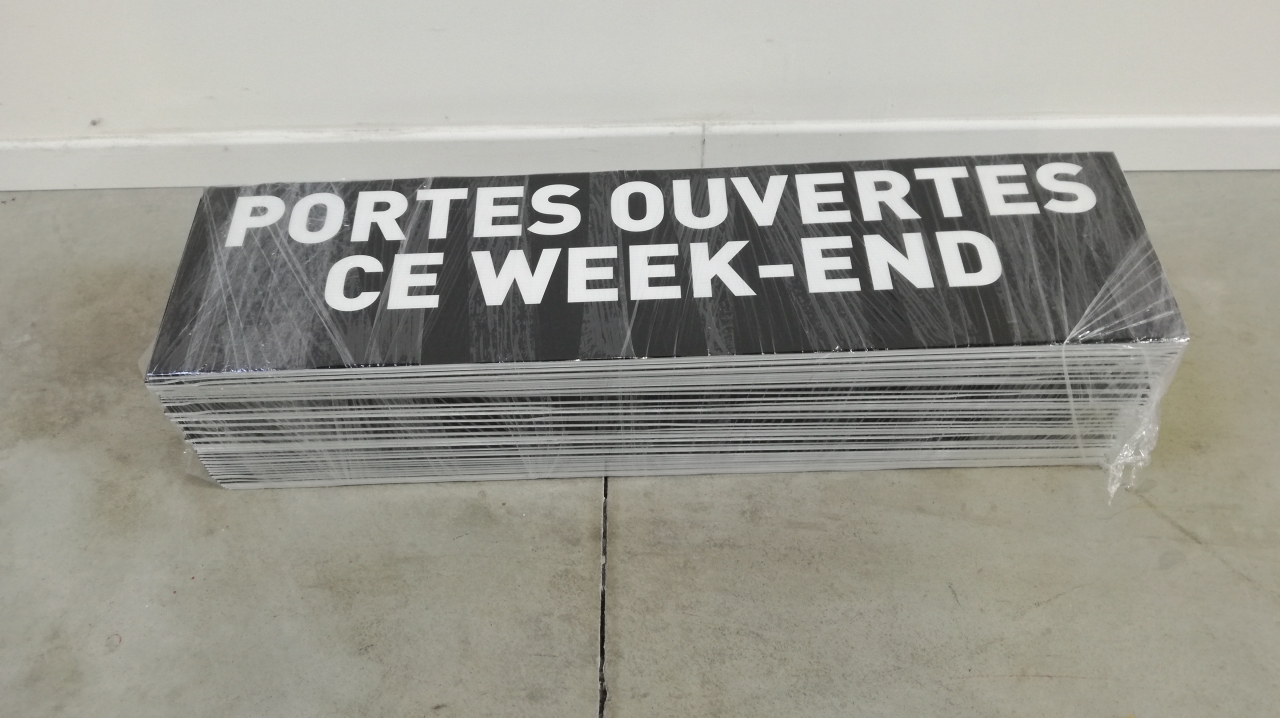 PORTES OUVERTES
CE WEEK-END